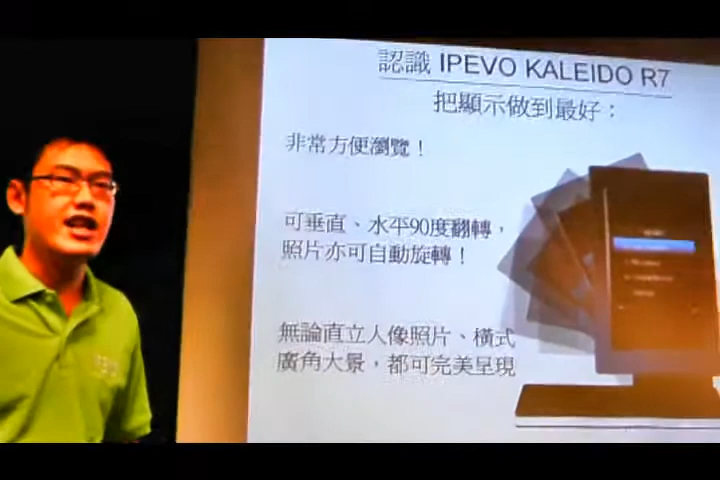 認識 IPEVO KALEIDO R7
把顯示做到最好：
非常方便瀏覽！
可垂直、水平90度翻轉，
照片亦可自動旋轉！
無論直立人像照片、橫式
廣角大景，都可完美呈現